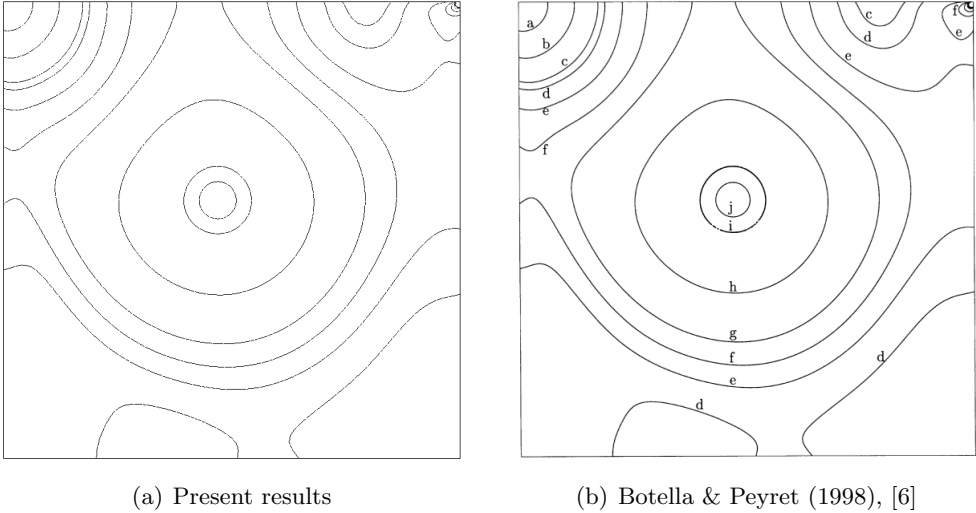 a
c
f
b
d
e
c
e
d
e
f
j
i
h
g
f
d
e
d
(a) Present results
(b) Botella & Peyret (1998), [6]